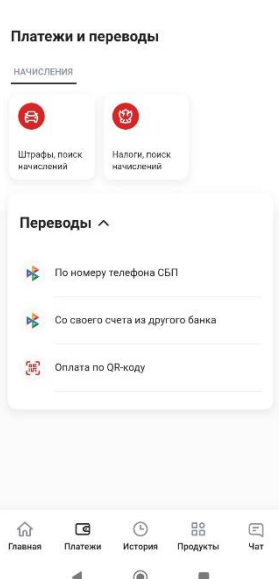 Платежи и переводы
НАЧИСЛЕНИЯ
Штрафы, поиск
начислений
Налоги, поиск
начислений
Переводы
По номеру телефона СБП
Со своего счета из другого банка
Оплата по QR-коду
Главная Платежи История Продукты Чат